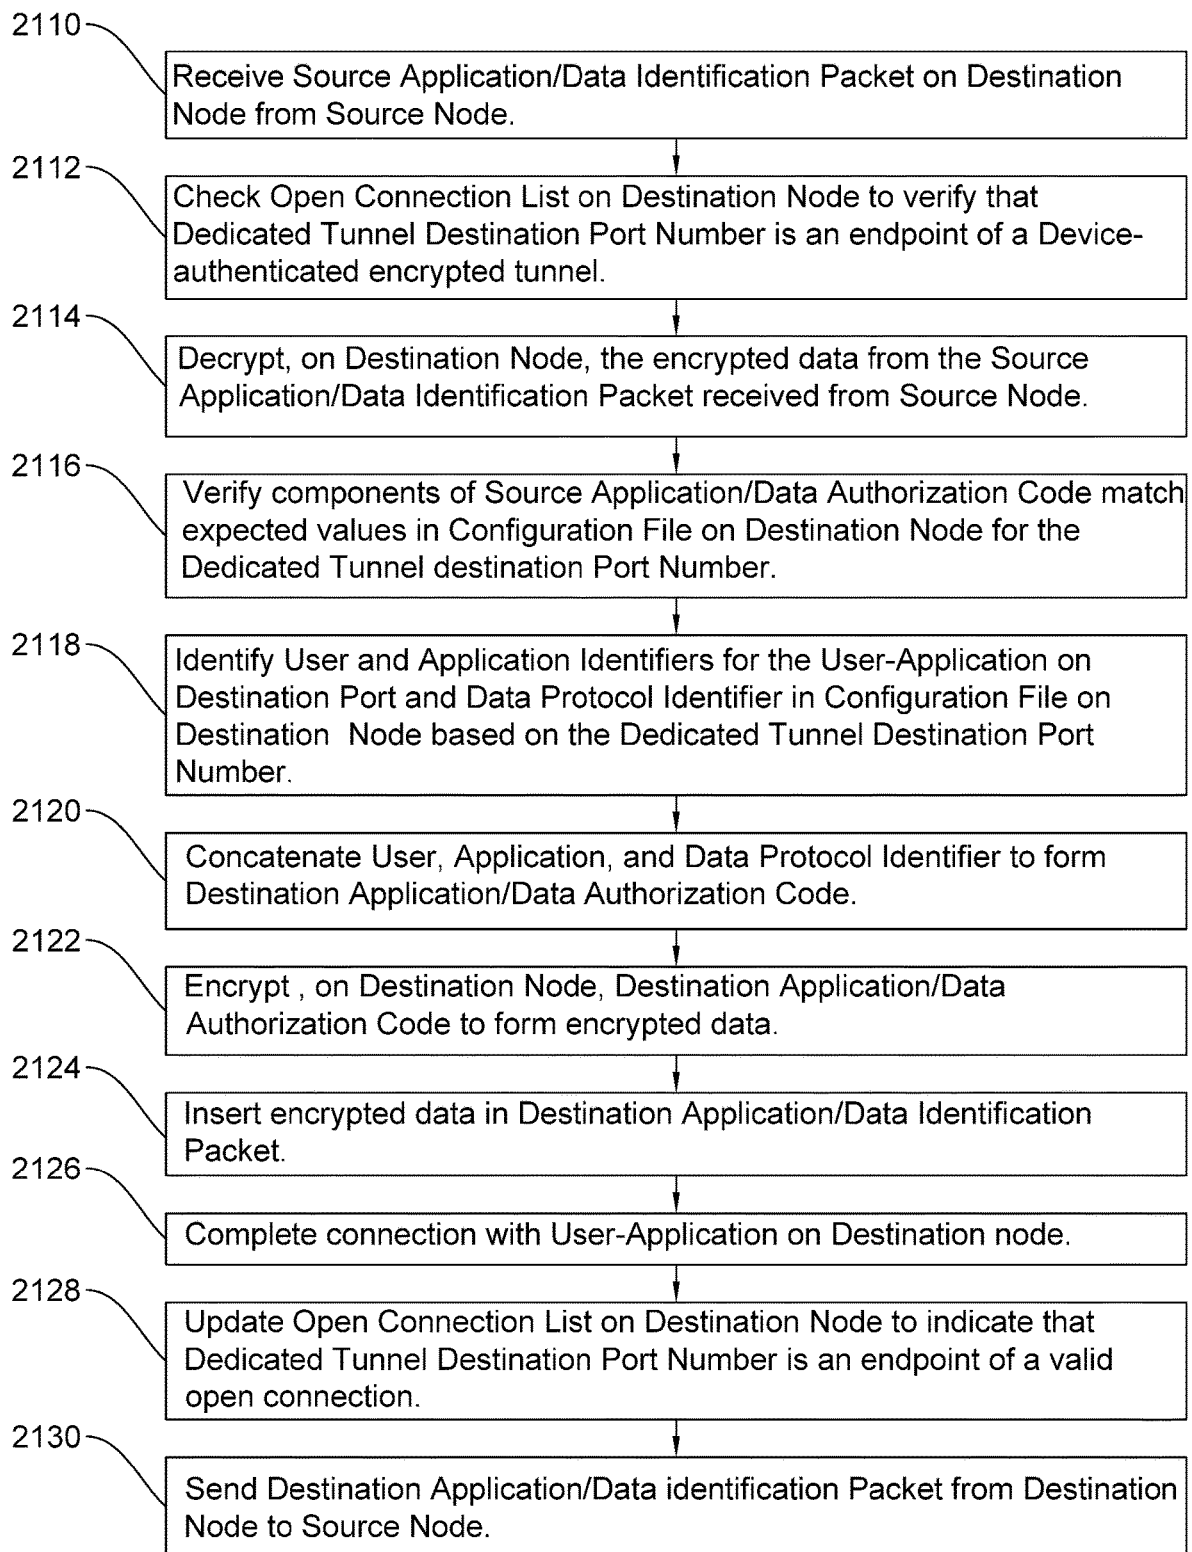 2110
Receive Source Application/Data Identification Packet on Destination
Node from Source Node.
2112
Check Open Connection List on Destination Node to verify that
Dedicated Tunnel Destination Port Number is an endpoint of a Device-
authenticated encrypted tunnel.
2114
Decrypt, on Destination Node, the encrypted data from the Source
Application/Data Identification Packet received from Source Node.
2116
Verify components of Source Application/Data Authorization Code match
expected values in Configuration File on Destination Node for the
Dedicated Tunnel destination Port Number.
2118
Identify User and Application Identifiers for the User-Application on
Destination Port and Data Protocol Identifier in Configuration File on
Destination Node based on the Dedicated Tunnel Destination Port
Number.
2120
Concatenate User, Application, and Data Protocol Identifier to form
Destination Application/Data Authorization Code.
2122
Encrypt , on Destination Node, Destination Application/Data
Authorization Code to form encrypted data.
2124
Insert encrypted data in Destination Application/Data Identification
Packet.
2126
Complete connection with User-Application on Destination node.
2128
Update Open Connection List on Destination Node to indicate that
Dedicated Tunnel Destination Port Number is an endpoint of a valid
open connection.
2130
Send Destination Application/Data identification Packet from Destination
Node to Source Node.